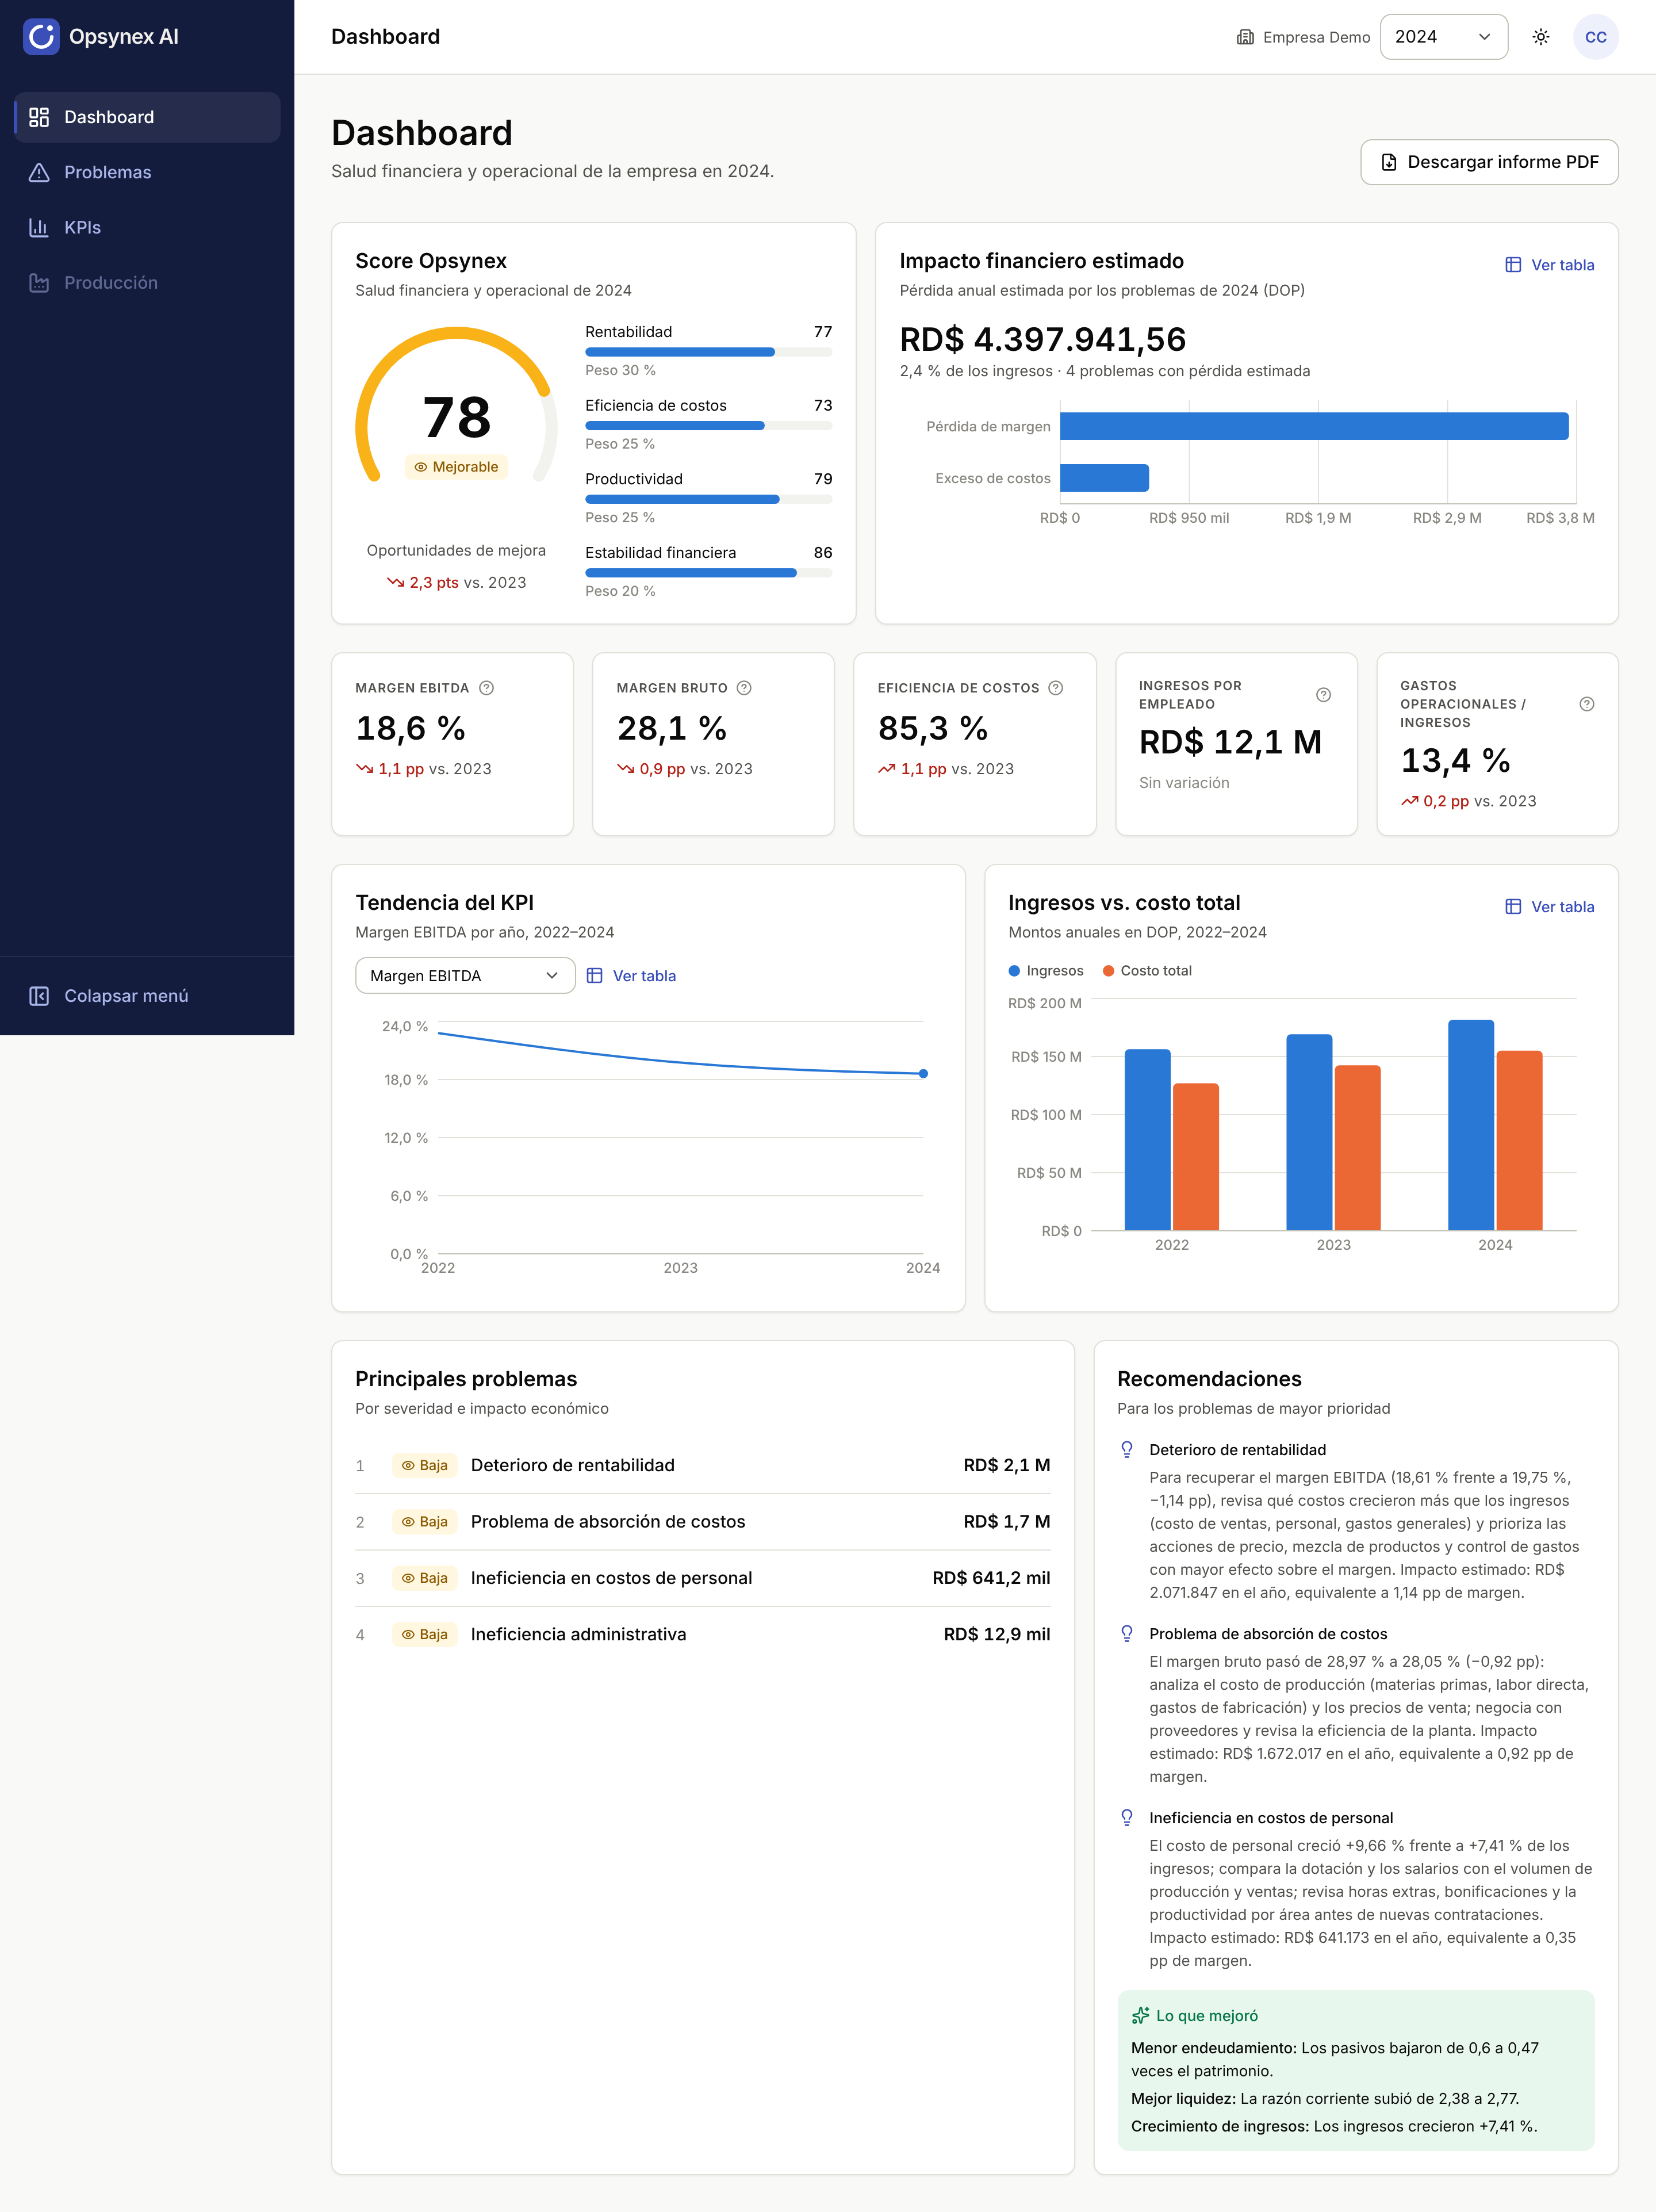 Opsynex AI
Dashboard
Problemas
KPIs
Producción
Colapsar menú
Dashboard
Empresa Demo
2024
CC
Dashboard
Salud financiera y operacional de la empresa en 2024.
Descargar informe PDF
Score Opsynex
Salud financiera y operacional de 2024
78
Mejorable
Oportunidades de mejora
2,3 pts vs. 2023
Rentabilidad 77
Peso 30 %
Eficiencia de costos 73
Peso 25 %
Productividad 79
Peso 25 %
Estabilidad financiera 86
Peso 20 %
Impacto financiero estimado
Ver tabla
Pérdida anual estimada por los problemas de 2024 (DOP)
RD$ 4.397.941,56
2,4 % de los ingresos · 4 problemas con pérdida estimada
Pérdida de margen
Exceso de costos
RD$ 0 RD$ 950 mil RD$ 1,9 M RD$ 2,9 M RD$ 3,8 M
MARGEN EBITDA
18,6 %
1,1 pp vs. 2023
MARGEN BRUTO
28,1 %
0,9 pp vs. 2023
EFICIENCIA DE COSTOS
85,3 %
1,1 pp vs. 2023
INGRESOS POR
EMPLEADO
RD$ 12,1 M
Sin variación
GASTOS
OPERACIONALES /
INGRESOS
13,4 %
0,2 pp vs. 2023
Tendencia del KPI
Margen EBITDA por año, 2022–2024
Margen EBITDA
Ver tabla
24,0 %
18,0 %
12,0 %
6,0 %
0,0 %
2022 2023 2024
Ingresos vs. costo total
Ver tabla
Montos anuales en DOP, 2022–2024
Ingresos Costo total
RD$ 200 M
RD$ 150 M
RD$ 100 M
RD$ 50 M
RD$ 0
2022 2023 2024
Principales problemas
Por severidad e impacto económico
1 Baja Deterioro de rentabilidad RD$ 2,1 M
2 Baja Problema de absorción de costos RD$ 1,7 M
3 Baja Ineficiencia en costos de personal RD$ 641,2 mil
4 Baja Ineficiencia administrativa RD$ 12,9 mil
Recomendaciones
Para los problemas de mayor prioridad
Deterioro de rentabilidad
Para recuperar el margen EBITDA (18,61 % frente a 19,75 %,
−1,14 pp), revisa qué costos crecieron más que los ingresos
(costo de ventas, personal, gastos generales) y prioriza las
acciones de precio, mezcla de productos y control de gastos
con mayor efecto sobre el margen. Impacto estimado: RD$
2.071.847 en el año, equivalente a 1,14 pp de margen.
Problema de absorción de costos
El margen bruto pasó de 28,97 % a 28,05 % (−0,92 pp):
analiza el costo de producción (materias primas, labor directa,
gastos de fabricación) y los precios de venta; negocia con
proveedores y revisa la eficiencia de la planta. Impacto
estimado: RD$ 1.672.017 en el año, equivalente a 0,92 pp de
margen.
Ineficiencia en costos de personal
El costo de personal creció +9,66 % frente a +7,41 % de los
ingresos; compara la dotación y los salarios con el volumen de
producción y ventas; revisa horas extras, bonificaciones y la
productividad por área antes de nuevas contrataciones.
Impacto estimado: RD$ 641.173 en el año, equivalente a 0,35
pp de margen.
Lo que mejoró
Menor endeudamiento: Los pasivos bajaron de 0,6 a 0,47
veces el patrimonio.
Mejor liquidez: La razón corriente subió de 2,38 a 2,77.
Crecimiento de ingresos: Los ingresos crecieron +7,41 %.